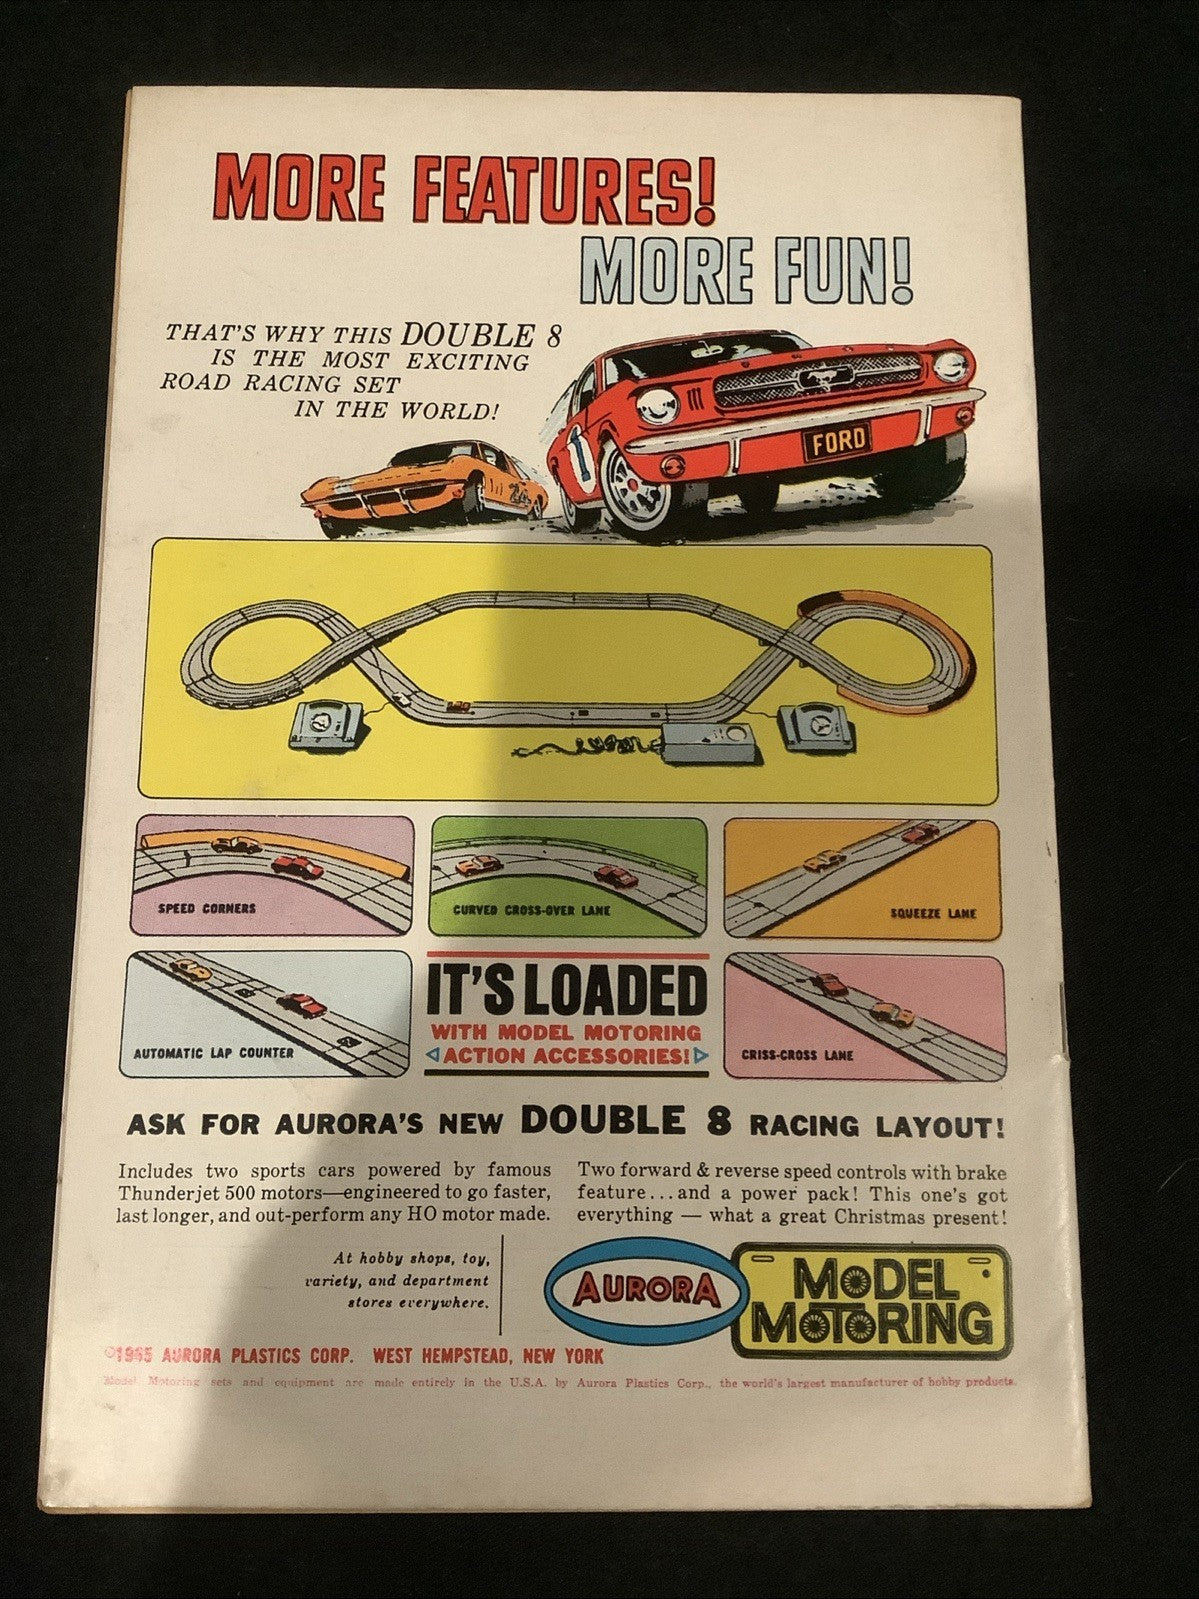 MORE FEATURES!
MORE FUN!
THAT'S WHY THIS DOUBLE 8
IS THE MOST EXCITING
ROAD RACING SET
IN THE WORLD!
1
FORD
SPEED CORNERS
CURVED CROSS-OVER LANE
SQUEEZE LANE
AUTOMATIC LAP COUNTER
IT'S LOADED
WITH MODEL MOTORING
ACTION ACCESSORIES!
CRISS-CROSS LANE
ASK FOR AURORA'S NEW DOUBLE 8 RACING LAYOUT!
Includes two sports cars powered by famous
Thunderjet 500 motors—engineered to go faster,
last longer, and out-perform any HO motor made.
Two forward & reverse speed controls with brake
feature...and a power pack! This one's got
everything — what a great Christmas present!
At hobby shops, toy,
variety, and department
stores everywhere.
AURORA
MODEL
MOTORING
©1965 AURORA PLASTICS CORP. WEST HEMPSTEAD, NEW YORK
Model Motoring sets and equipment are made entirely in the U.S.A. by Aurora Plastics Corp., the world's largest manufacturer of hobby products.